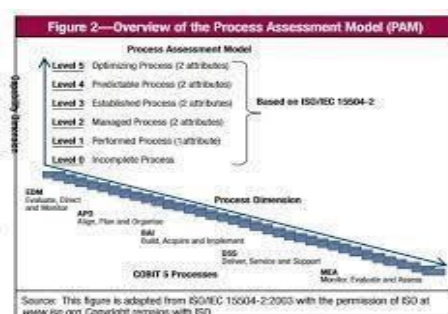 Figure 2—Overview of the Process Assessment Model (PAM)
Process Assessment Model
Level 5 Optimizing Process (2 attributes)
Level 4 Predictable Process (2 attributes)
Level 3 Established Process (2 attributes)
Level 2 Managed Process (2 attributes)
Level 1 Performed Process (1 attribute)
Level 0 Incomplete Process
Based on ISO/IEC 15504-2
Capability Dimension
EDM
Evaluate, Direct
and Monitor
APO
Align, Plan and Organise
BAI
Build, Acquire and Implement
DSS
Deliver, Service and Support
MEA
Monitor, Evaluate and Assess
Process Dimension
COBIT 5 Processes
Source: This figure is adapted from ISO/IEC 15504-2:2003 with the permission of ISO at
www.iso.org. Copyright remains with ISO.